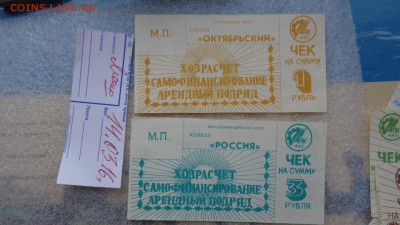 COINS.LAVE.RU
М.П.
КОЛХОЗ
«ОКТЯБРЬСКИЙ»
ХОЗРАСЧЕТ
САМОФИНАНСИРОВАНИЕ
АРЕНДНЫЙ ПОДРЯД
ЧЕК
НА СУММУ
1
РУБЛЬ
М.П.
КОЛХОЗ
«РОССИЯ»
ХОЗРАСЧЕТ
САМОФИНАНСИРОВАНИЕ
АРЕНДНЫЙ ПОДРЯД
ЧЕК
НА СУММУ
3
РУБЛЯ